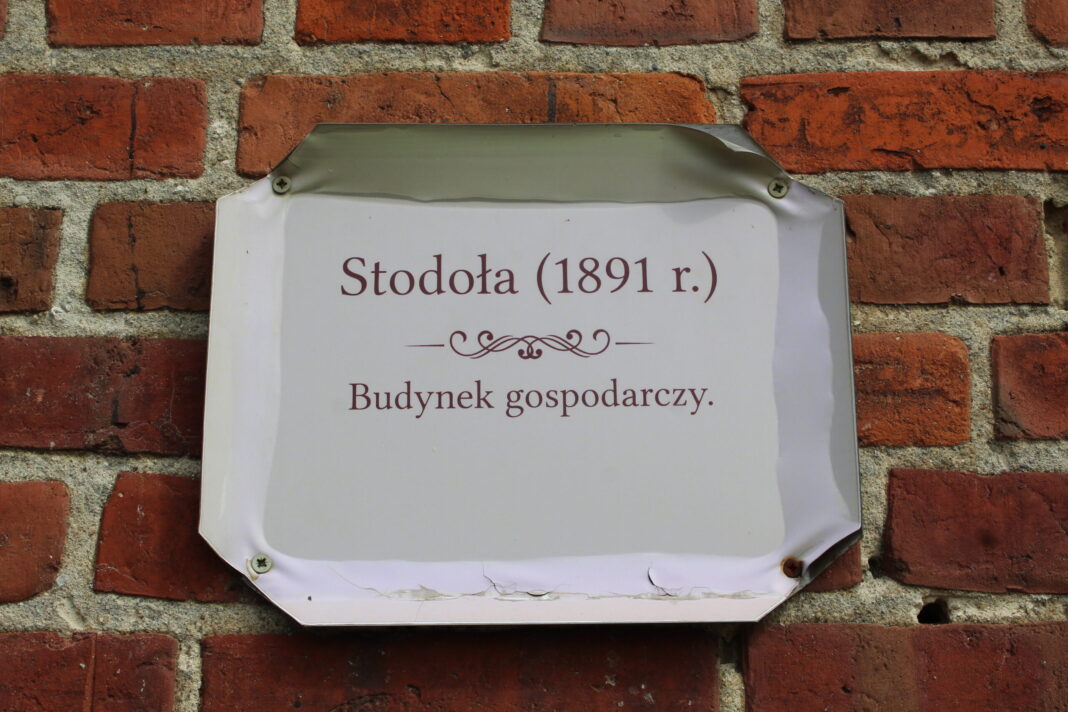 Stodoła (1891 r.)
Budynek gospodarczy.